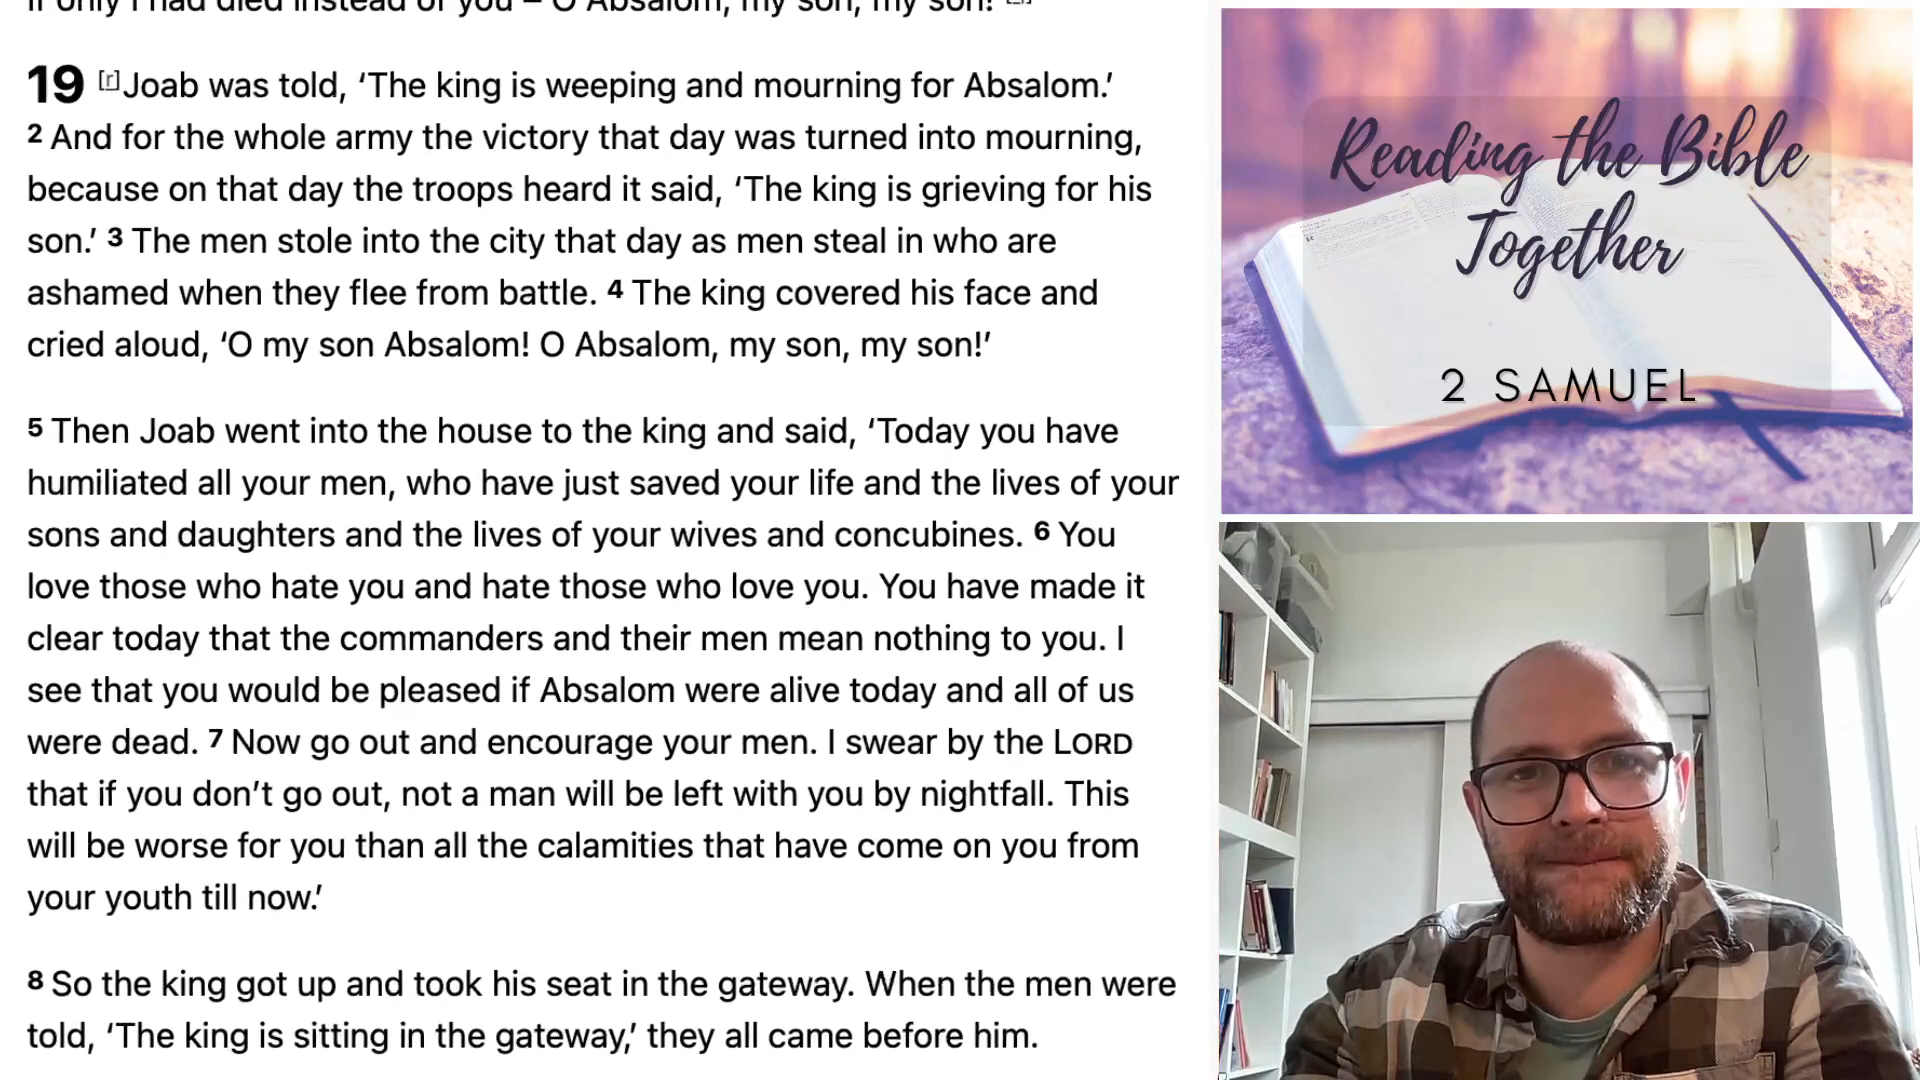 if only I had died instead of you – O Absalom, my son, my son!’
19 [r]Joab was told, ‘The king is weeping and mourning for Absalom.’
2 And for the whole army the victory that day was turned into mourning,
because on that day the troops heard it said, ‘The king is grieving for his
son.’ 3 The men stole into the city that day as men steal in who are
ashamed when they flee from battle. 4 The king covered his face and
cried aloud, ‘O my son Absalom! O Absalom, my son, my son!’
5 Then Joab went into the house to the king and said, ‘Today you have
humiliated all your men, who have just saved your life and the lives of your
sons and daughters and the lives of your wives and concubines. 6 You
love those who hate you and hate those who love you. You have made it
clear today that the commanders and their men mean nothing to you. I
see that you would be pleased if Absalom were alive today and all of us
were dead. 7 Now go out and encourage your men. I swear by the LORD
that if you don’t go out, not a man will be left with you by nightfall. This
will be worse for you than all the calamities that have come on you from
your youth till now.’
8 So the king got up and took his seat in the gateway. When the men were
told, ‘The king is sitting in the gateway,’ they all came before him.
Reading the Bible
Together
2 SAMUEL